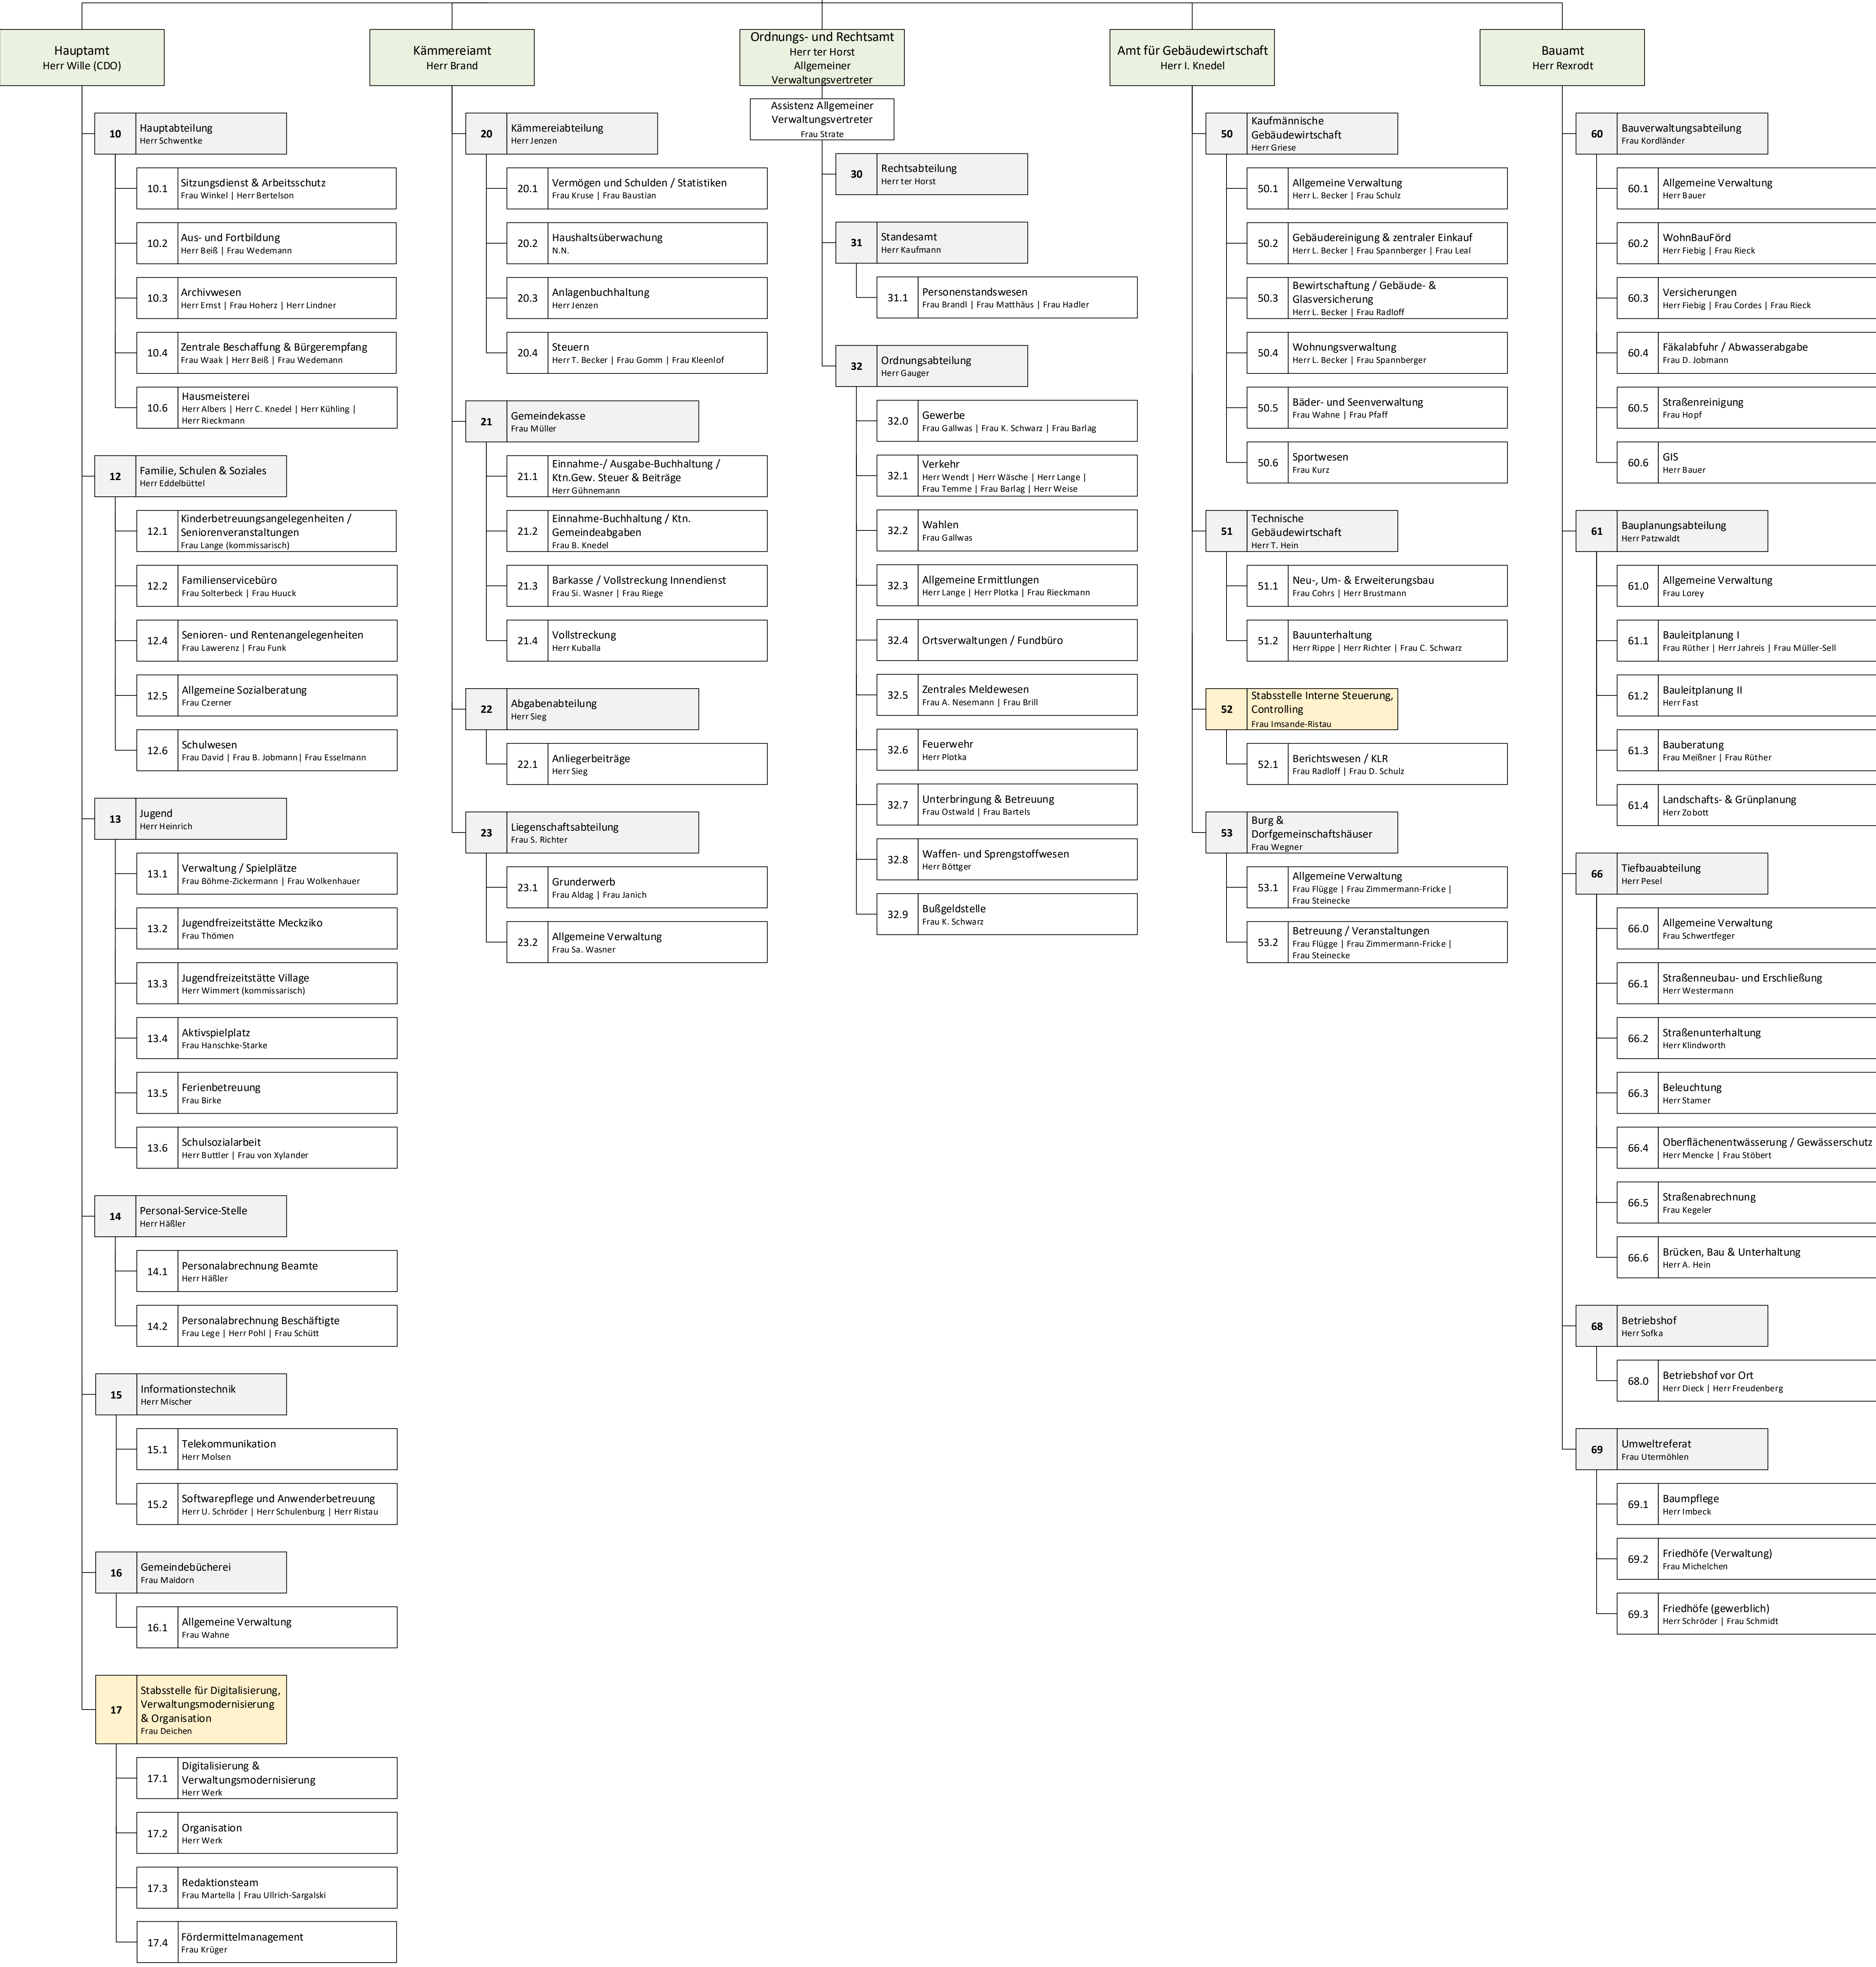 Hauptamt
Herr Wille (CDO)
10
Hauptabteilung
Herr Schwentke
10.1
Sitzungsdienst & Arbeitsschutz
Frau Winkel | Herr Bertelson
10.2
Aus- und Fortbildung
Herr Beiß | Frau Wedemann
10.3
Archivwesen
Herr Ernst | Frau Hoherz | Herr Lindner
10.4
Zentrale Beschaffung & Bürgerempfang
Frau Waak | Herr Beiß | Frau Wedemann
10.6
Hausmeisterei
Herr Albers | Herr C. Knedel | Herr Kühling |
Herr Rieckmann
12
Familie, Schulen & Soziales
Herr Eddelbüttel
12.1
Kinderbetreuungsangelegenheiten /
Seniorenveranstaltungen
Frau Lange (kommissarisch)
12.2
Familienservicebüro
Frau Solterbeck | Frau Huuck
12.4
Senioren- und Rentenangelegenheiten
Frau Lawerenz | Frau Funk
12.5
Allgemeine Sozialberatung
Frau Czerner
12.6
Schulwesen
Frau David | Frau B. Jobmann| Frau Esselmann
13
Jugend
Herr Heinrich
13.1
Verwaltung / Spielplätze
Frau Böhme-Zickermann | Frau Wolkenhauer
13.2
Jugendfreizeitstätte Meckziko
Frau Thömen
13.3
Jugendfreizeitstätte Village
Herr Wimmert (kommissarisch)
13.4
Aktivspielplatz
Frau Hanschke-Starke
13.5
Ferienbetreuung
Frau Birke
13.6
Schulsozialarbeit
Herr Buttler | Frau von Xylander
14
Personal-Service-Stelle
Herr Häßler
14.1
Personalabrechnung Beamte
Herr Häßler
14.2
Personalabrechnung Beschäftigte
Frau Lege | Herr Pohl | Frau Schütt
15
Informationstechnik
Herr Mischer
15.1
Telekommunikation
Herr Molsen
15.2
Softwarepflege und Anwenderbetreuung
Herr U. Schröder | Herr Schulenburg | Herr Ristau
16
Gemeindebücherei
Frau Maidorn
16.1
Allgemeine Verwaltung
Frau Wahne
17
Stabsstelle für Digitalisierung,
Verwaltungsmodernisierung
& Organisation
Frau Deichen
17.1
Digitalisierung &
Verwaltungsmodernisierung
Herr Werk
17.2
Organisation
Herr Werk
17.3
Redaktionsteam
Frau Martella | Frau Ullrich-Sargalski
17.4
Fördermittelmanagement
Frau Krüger
Kämmereiamt
Herr Brand
20
Kämmereiabteilung
Herr Jenzen
20.1
Vermögen und Schulden / Statistiken
Frau Kruse | Frau Baustian
20.2
Haushaltsüberwachung
N.N.
20.3
Anlagenbuchhaltung
Herr Jenzen
20.4
Steuern
Herr T. Becker | Frau Gomm | Frau Kleenlof
21
Gemeindekasse
Frau Müller
21.1
Einnahme-/ Ausgabe-Buchhaltung /
Ktn.Gew. Steuer & Beiträge
Herr Gühnemann
21.2
Einnahme-Buchhaltung / Ktn.
Gemeindeabgaben
Frau B. Knedel
21.3
Barkasse / Vollstreckung Innendienst
Frau Si. Wasner | Frau Riege
21.4
Vollstreckung
Herr Kuballa
22
Abgabenabteilung
Herr Sieg
22.1
Anliegerbeiträge
Herr Sieg
23
Liegenschaftsabteilung
Frau S. Richter
23.1
Grunderwerb
Frau Aldag | Frau Janich
23.2
Allgemeine Verwaltung
Frau Sa. Wasner
Ordnungs- und Rechtsamt
Herr ter Horst
Allgemeiner
Verwaltungsvertreter
Assistenz Allgemeiner
Verwaltungsvertreter
Frau Strate
30
Rechtsabteilung
Herr ter Horst
31
Standesamt
Herr Kaufmann
31.1
Personenstandswesen
Frau Brandl | Frau Matthäus | Frau Hadler
32
Ordnungsabteilung
Herr Gauger
32.0
Gewerbe
Frau Gallwas | Frau K. Schwarz | Frau Barlag
32.1
Verkehr
Herr Wendt | Herr Wäsche | Herr Lange |
Frau Temme | Frau Barlag | Herr Weise
32.2
Wahlen
Frau Gallwas
32.3
Allgemeine Ermittlungen
Herr Lange | Herr Plotka | Frau Rieckmann
32.4
Ortsverwaltungen / Fundbüro
32.5
Zentrales Meldewesen
Frau A. Nesemann | Frau Brill
32.6
Feuerwehr
Herr Plotka
32.7
Unterbringung & Betreuung
Frau Ostwald | Frau Bartels
32.8
Waffen- und Sprengstoffwesen
Herr Böttger
32.9
Bußgeldstelle
Frau K. Schwarz
Amt für Gebäudewirtschaft
Herr I. Knedel
50
Kaufmännische
Gebäudewirtschaft
Herr Griese
50.1
Allgemeine Verwaltung
Herr L. Becker | Frau Schulz
50.2
Gebäudereinigung & zentraler Einkauf
Herr L. Becker | Frau Spannberger | Frau Leal
50.3
Bewirtschaftung / Gebäude- &
Glasversicherung
Herr L. Becker | Frau Radloff
50.4
Wohnungsverwaltung
Herr L. Becker | Frau Spannberger
50.5
Bäder- und Seenverwaltung
Frau Wahne | Frau Pfaff
50.6
Sportwesen
Frau Kurz
51
Technische
Gebäudewirtschaft
Herr T. Hein
51.1
Neu-, Um- & Erweiterungsbau
Frau Cohrs | Herr Brustmann
51.2
Bauunterhaltung
Herr Rippe | Herr Richter | Frau C. Schwarz
52
Stabsstelle Interne Steuerung,
Controlling
Frau Imsande-Ristau
52.1
Berichtswesen / KLR
Frau Radloff | Frau D. Schulz
53
Burg &
Dorfgemeinschaftshäuser
Frau Wegner
53.1
Allgemeine Verwaltung
Frau Flügge | Frau Zimmermann-Fricke |
Frau Steinecke
53.2
Betreuung / Veranstaltungen
Frau Flügge | Frau Zimmermann-Fricke |
Frau Steinecke
Bauamt
Herr Rexrodt
60
Bauverwaltungsabteilung
Frau Kordländer
60.1
Allgemeine Verwaltung
Herr Bauer
60.2
WohnBauFörd
Herr Fiebig | Frau Rieck
60.3
Versicherungen
Herr Fiebig | Frau Cordes | Frau Rieck
60.4
Fäkalabfuhr / Abwasserabgabe
Frau D. Jobmann
60.5
Straßenreinigung
Frau Hopf
60.6
GIS
Herr Bauer
61
Bauplanungsabteilung
Herr Patzwaldt
61.0
Allgemeine Verwaltung
Frau Lorey
61.1
Bauleitplanung I
Frau Rüther | Herr Jahreis | Frau Müller-Sell
61.2
Bauleitplanung II
Herr Fast
61.3
Bauberatung
Frau Meißner | Frau Rüther
61.4
Landschafts- & Grünplanung
Herr Zobott
66
Tiefbauabteilung
Herr Pesel
66.0
Allgemeine Verwaltung
Frau Schwertfeger
66.1
Straßenneubau- und Erschließung
Herr Westermann
66.2
Straßenunterhaltung
Herr Klindworth
66.3
Beleuchtung
Herr Stamer
66.4
Oberflächenentwässerung / Gewässerschutz
Herr Mencke | Frau Stöbert
66.5
Straßenabrechnung
Frau Kegeler
66.6
Brücken, Bau & Unterhaltung
Herr A. Hein
68
Betriebshof
Herr Sofka
68.0
Betriebshof vor Ort
Herr Dieck | Herr Freudenberg
69
Umweltreferat
Frau Utermöhlen
69.1
Baumpflege
Herr Imbeck
69.2
Friedhöfe (Verwaltung)
Frau Michelchen
69.3
Friedhöfe (gewerblich)
Herr Schröder | Frau Schmidt